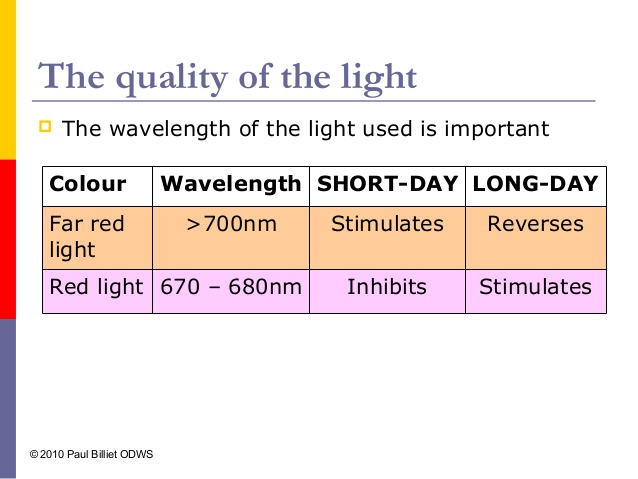 The quality of the light
The wavelength of the light used is important
Colour Wavelength SHORT-DAY LONG-DAY
Far red light >700nm Stimulates Reverses
Red light 670 – 680nm Inhibits Stimulates
© 2010 Paul Billiet ODWS